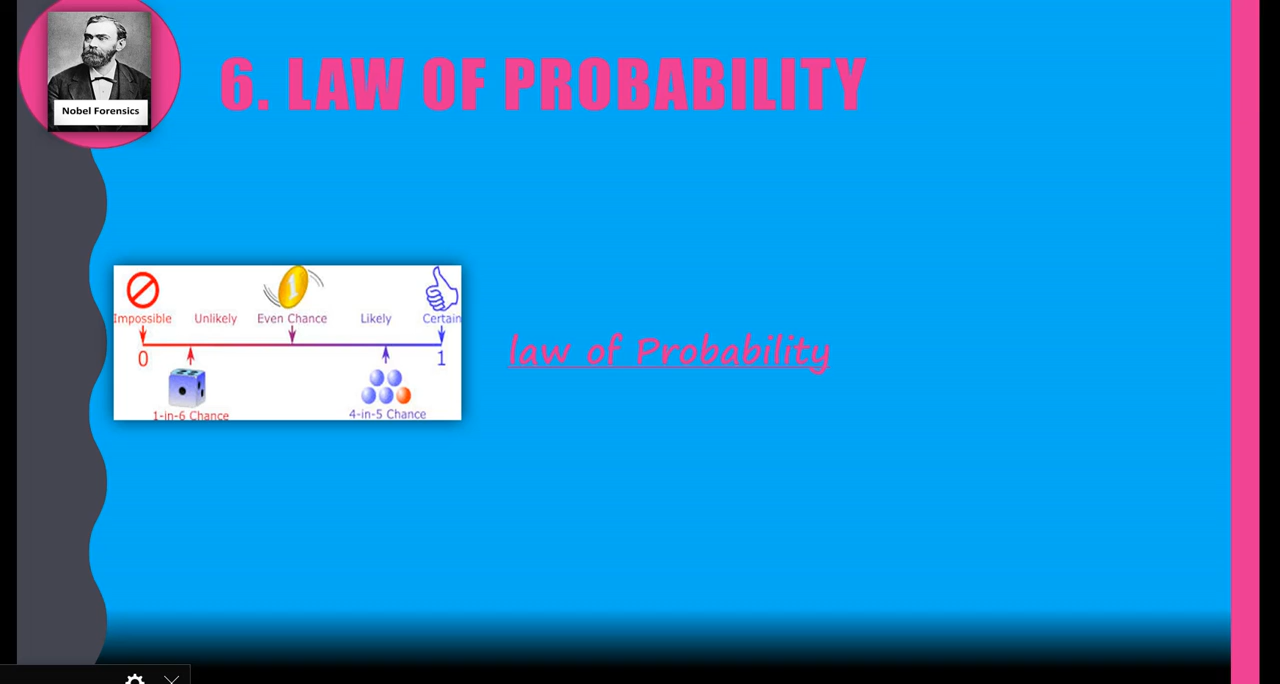 Nobel Forensics
6. LAW OF PROBABILITY
1
Impossible Unlikely Even Chance Likely Certain
0 1
1-in-6 Chance 4-in-5 Chance
law of Probability